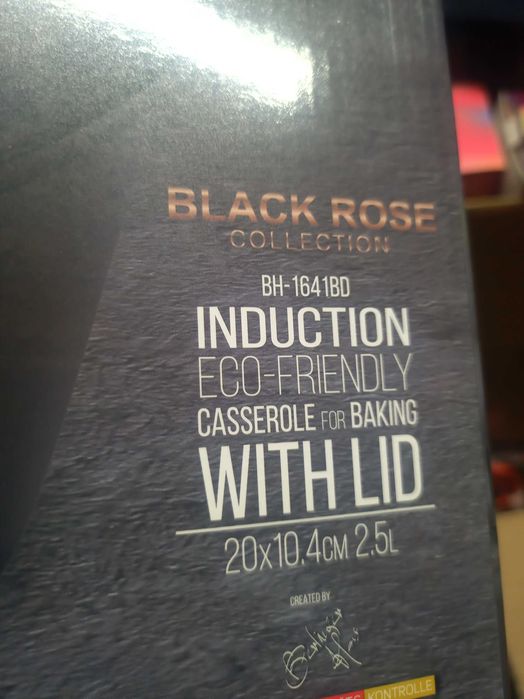 BLACK ROSE
COLLECTION
BH-1641BD
INDUCTION
ECO-FRIENDLY
CASSEROLE FOR BAKING
WITH LID
20x10.4CM 2.5L
CREATED BY
KONTROLLE